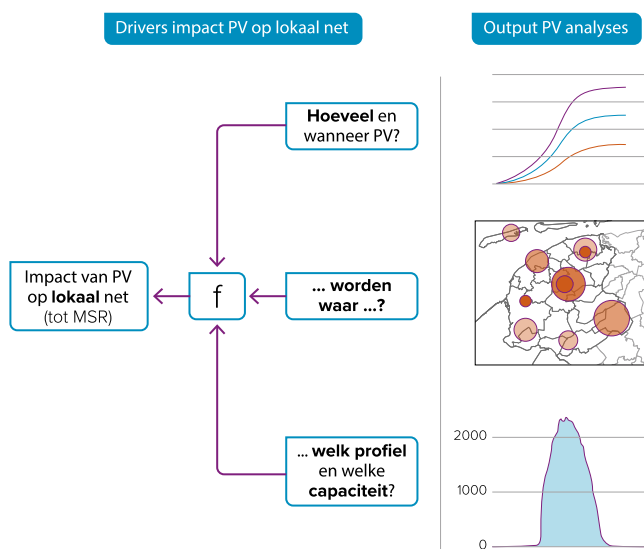 Drivers impact PV op lokaal net
Output PV analyses
Hoeveel en
wanneer PV?
Impact van PV
op lokaal net
(tot MSR)
f
... worden
waar ...?
... welk profiel
en welke
capaciteit?
2000
1000
0